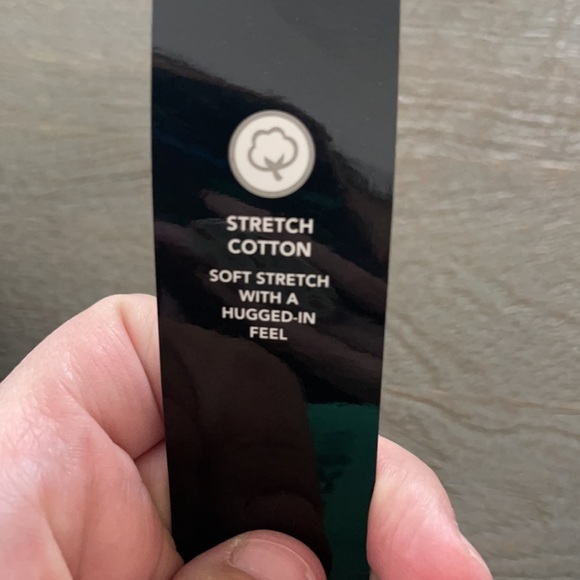 STRETCH
COTTON
SOFT STRETCH
WITH A
HUGGED-IN
FEEL